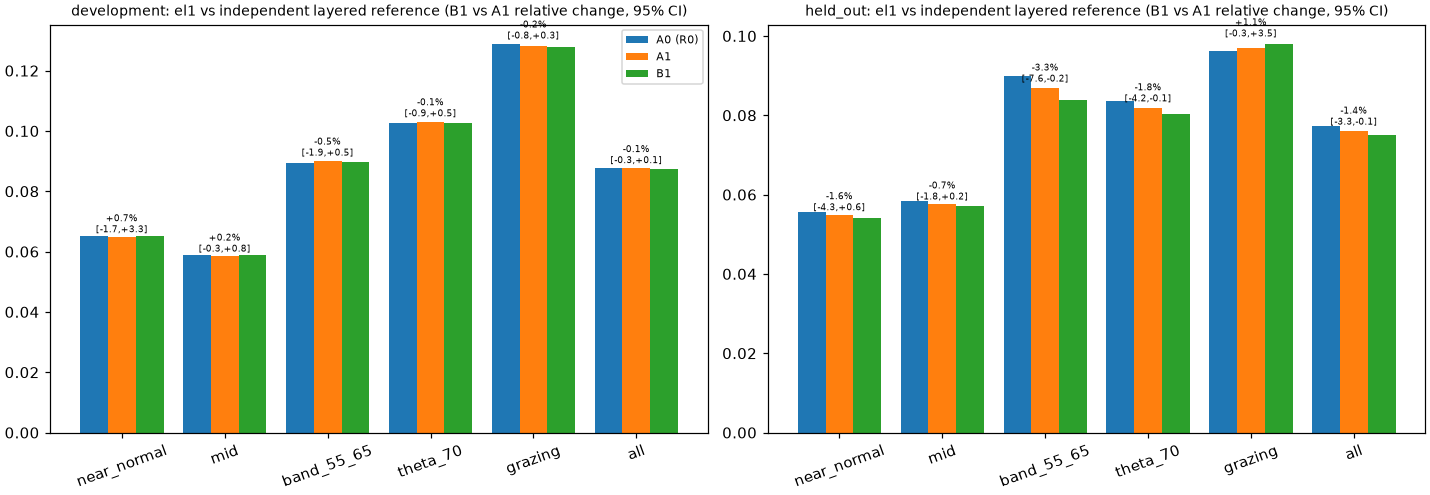 development: el1 vs independent layered reference (B1 vs A1 relative change, 95% CI)
0.12
0.10
0.08
0.06
0.04
0.02
0.00
+0.7%
[-1.7,+3.3]
+0.2%
[-0.3,+0.8]
-0.5%
[-1.9,+0.5]
-0.1%
[-0.9,+0.5]
-0.2%
[-0.8,+0.3]
-0.1%
[-0.3,+0.1]
A0 (R0)
A1
B1
near_normal
mid
band_55_65
theta_70
grazing
all
held_out: el1 vs independent layered reference (B1 vs A1 relative change, 95% CI)
0.10
0.08
0.06
0.04
0.02
0.00
-1.6%
[-4.3,+0.6]
-0.7%
[-1.8,+0.2]
-3.3%
[-7.6,-0.2]
-1.8%
[-4.2,-0.1]
+1.1%
[-0.3,+3.5]
-1.4%
[-3.3,-0.1]
near_normal
mid
band_55_65
theta_70
grazing
all